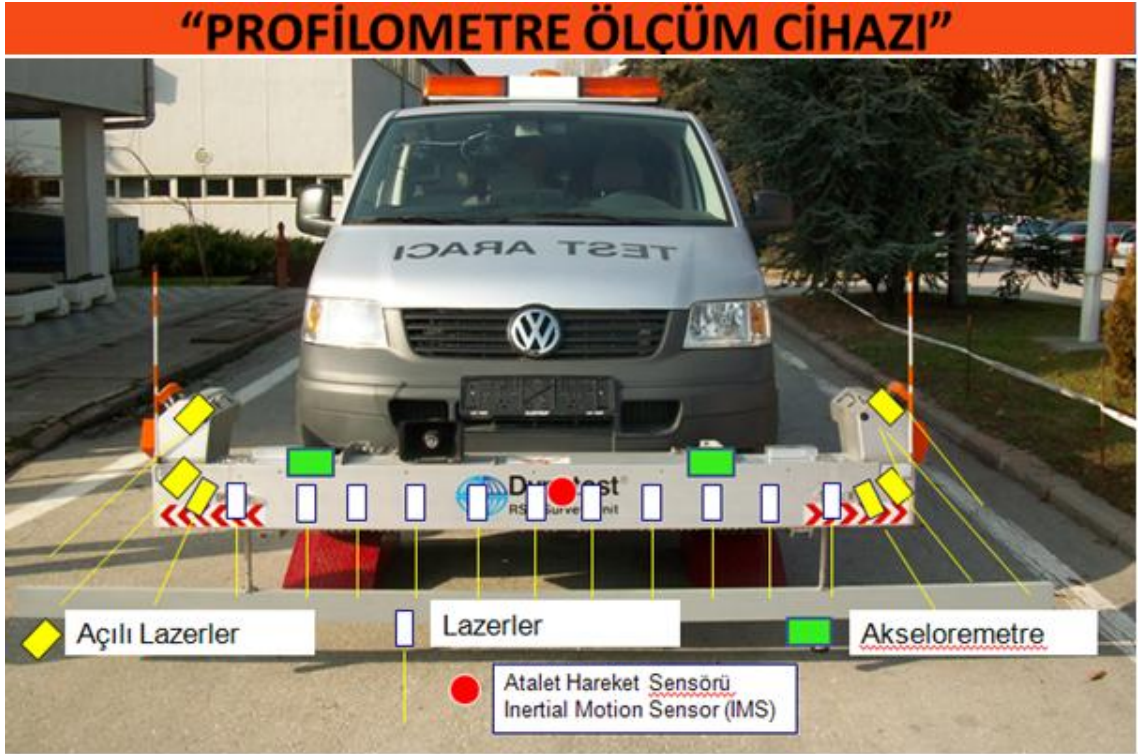 “PROFİLOMETRE ÖLÇÜM CİHAZI”
TEST ARACI
Açılı Lazerler
Lazerler
Akseloremetre
Atalet Hareket Sensörü
Inertial Motion Sensor (IMS)